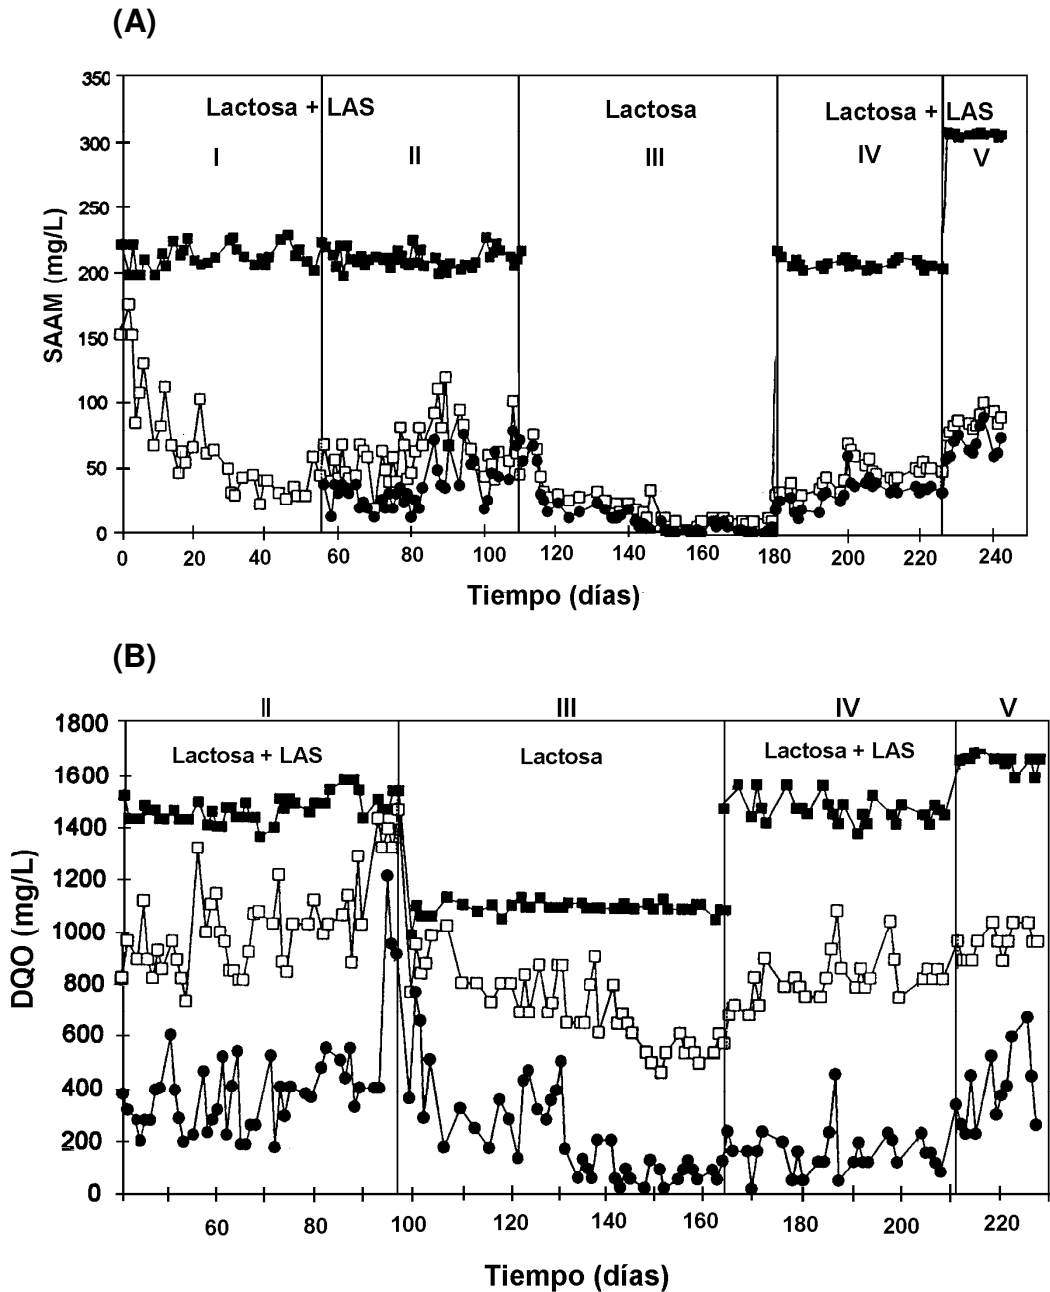 (A)
350
Lactosa + LAS
Lactosa
Lactosa + LAS
300
I
II
III
IV
V
250
200
150
100
50
0
SAAM (mg/L)
0 20 40 60 80 100 120 140 160 180 200 220 240
Tiempo (días)
(B)
II
III
IV
V
1800
Lactosa + LAS
Lactosa
Lactosa + LAS
1600
1400
1200
1000
800
600
400
200
0
DQO (mg/L)
60 80 100 120 140 160 180 200 220
Tiempo (días)